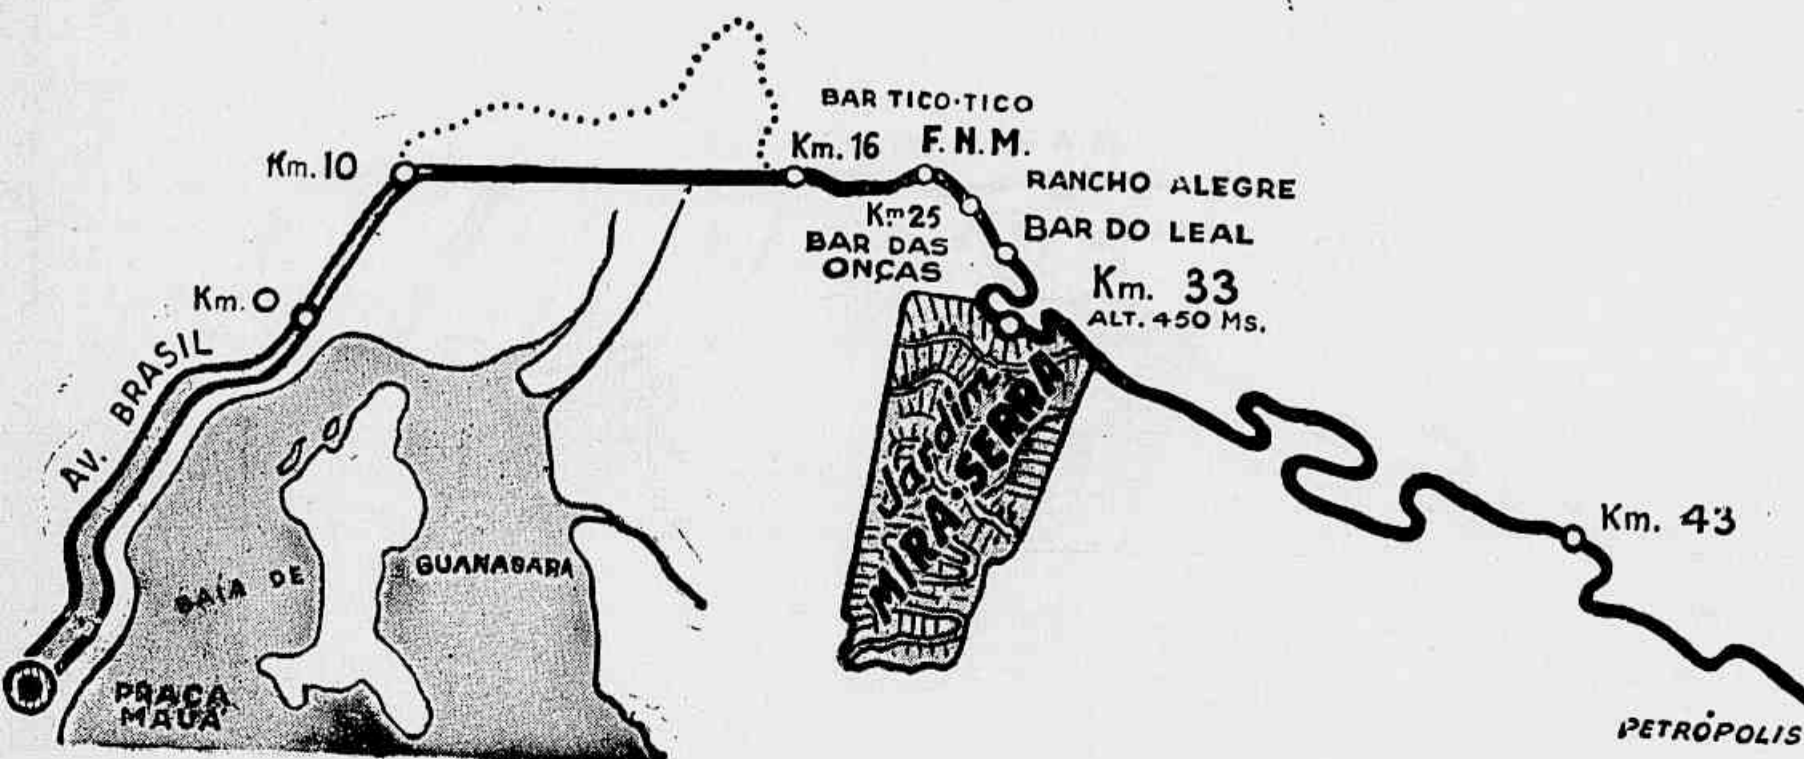 BAR TICO-TICO
F.N.M.
Km. 16
Km. 10
RANCHO ALEGRE
Km 25
BAR DAS
ONÇAS
BAR DO LEAL
Km. 33
ALT. 450 Ms.
Km. O
AV. BRASIL
Jardim
MIRA-SERRA
Km. 43
BAÍA DE GUANABARA
PRAÇA
MAUÁ
PETRÓPOLIS